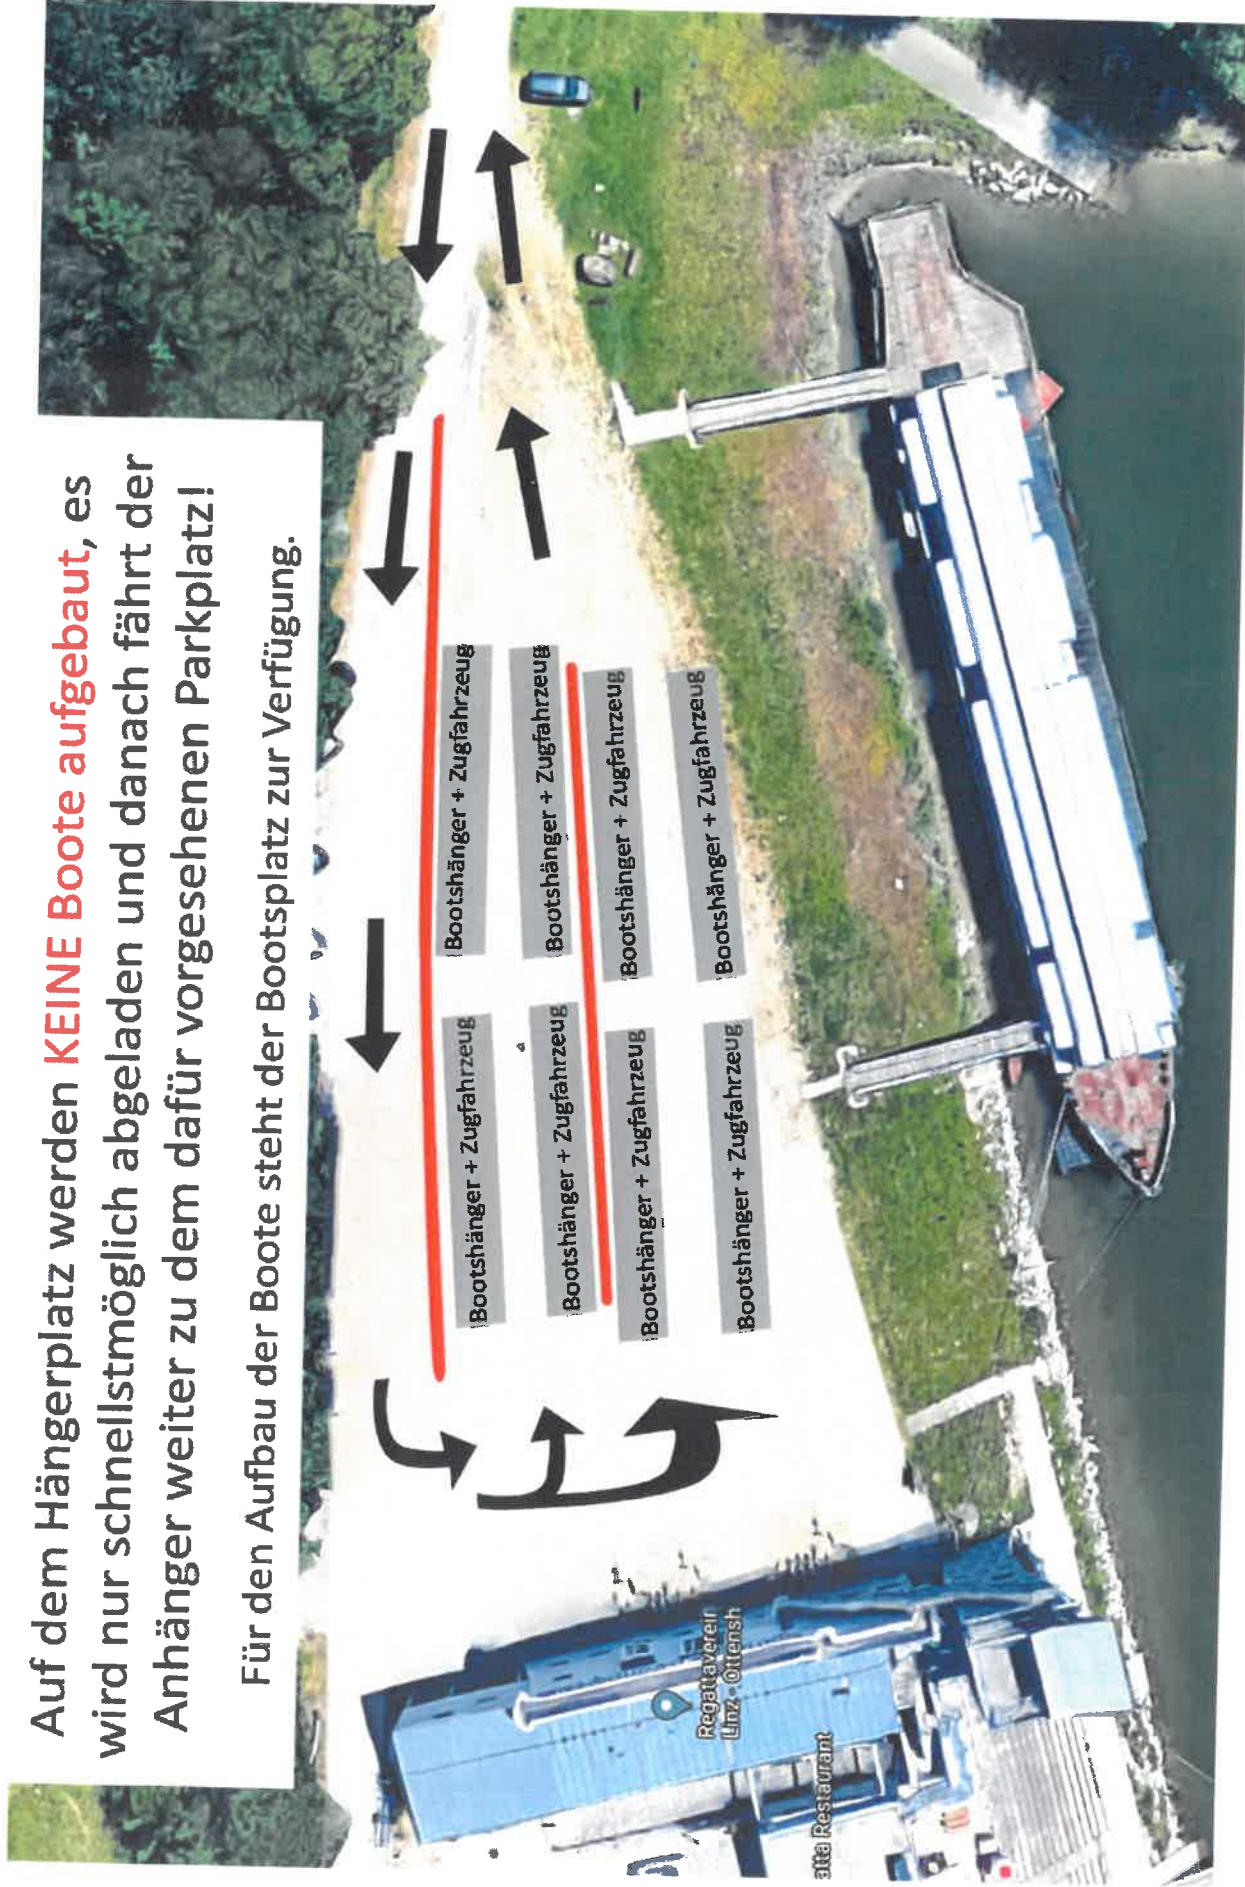 Auf dem Hängerplatz werden KEINE Boote aufgebaut, es
wird nur schnellstmöglich abgeladen und danach fährt der
Anhänger weiter zu dem dafür vorgesehenen Parkplatz!
Für den Aufbau der Boote steht der Bootsplatz zur Verfügung.
Bootshänger + Zugfahrzeug
Bootshänger + Zugfahrzeug
Bootshänger + Zugfahrzeug
Bootshänger + Zugfahrzeug
Bootshänger + Zugfahrzeug
Bootshänger + Zugfahrzeug
Bootshänger + Zugfahrzeug
Bootshänger + Zugfahrzeug
Regattaverein
Linz - Ottensh
atta Restaurant